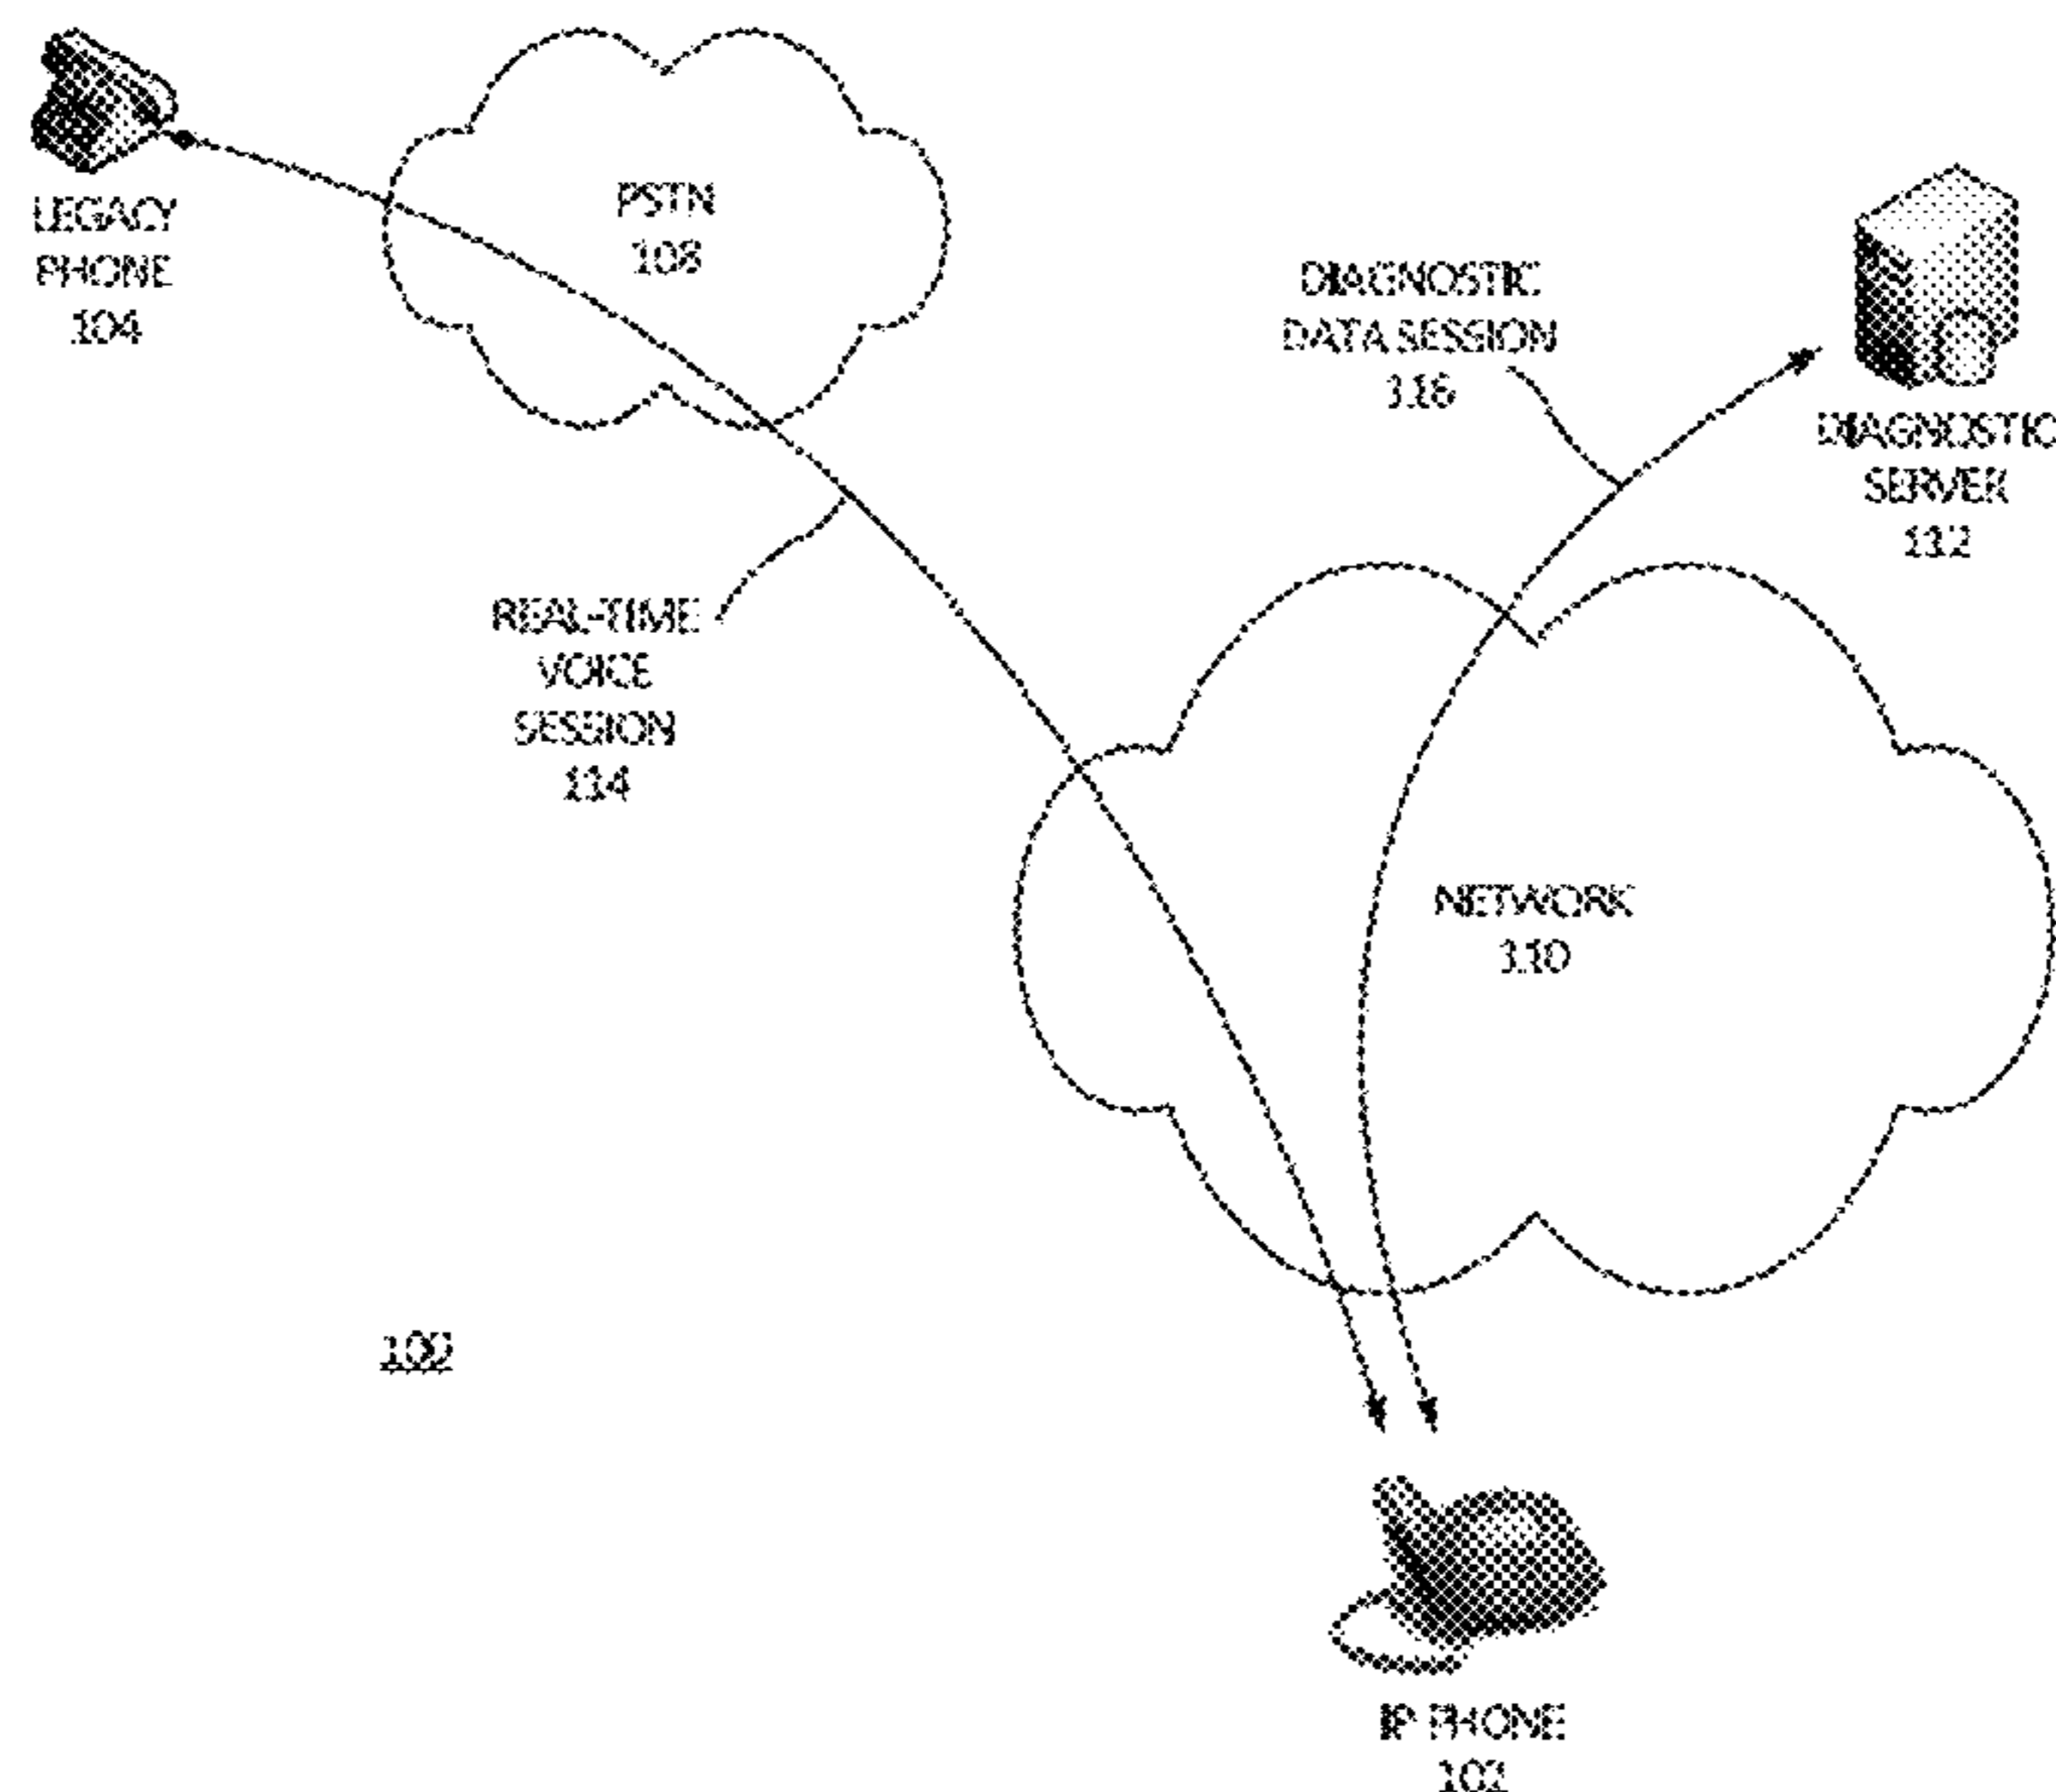 LEGACY
PHONE
104
PSTN
108
DIAGNOSTIC
DATA SESSION
116
DIAGNOSTIC
SERVER
112
REAL-TIME
VOICE
SESSION
114
NETWORK
110
100
IP PHONE
102